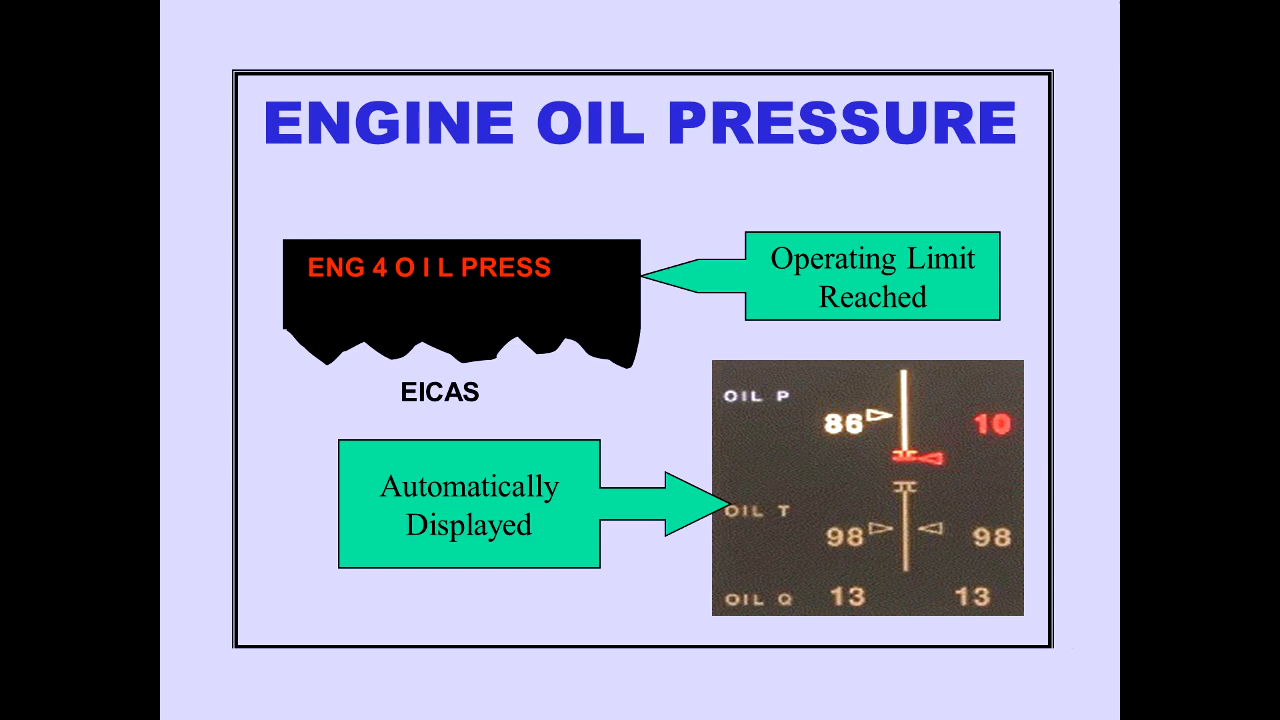 ENGINE OIL PRESSURE
ENG 4 O I L PRESS
Operating Limit
Reached
EICAS
Automatically
Displayed
OIL P
86 10
OIL T
98 98
OIL Q 13 13